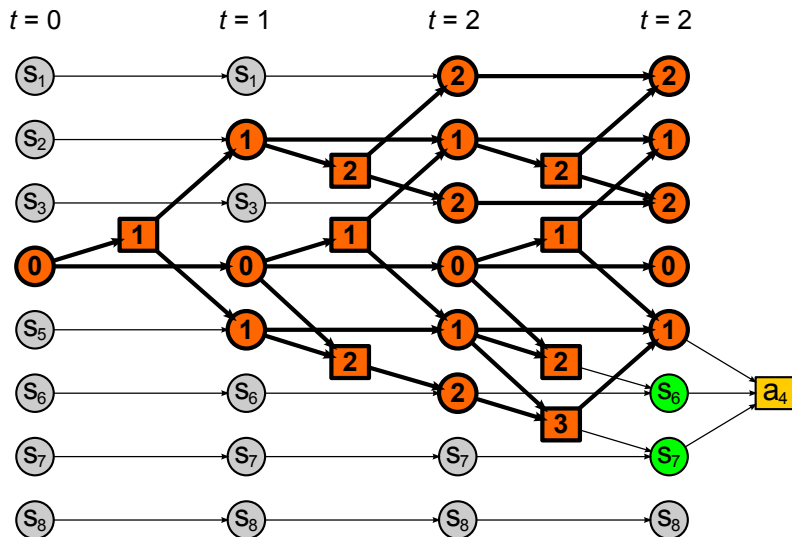 t = 0 t = 1 t = 2 t = 2
s1 s1 2 2
s2 1 1 1
2 2
s3 s3 2 2
1 1 1
0 0 0 0
s5 1 1 1
2 2
s6 s6 2 s6 a4
3
s7 s7 s7 s7
s8 s8 s8 s8